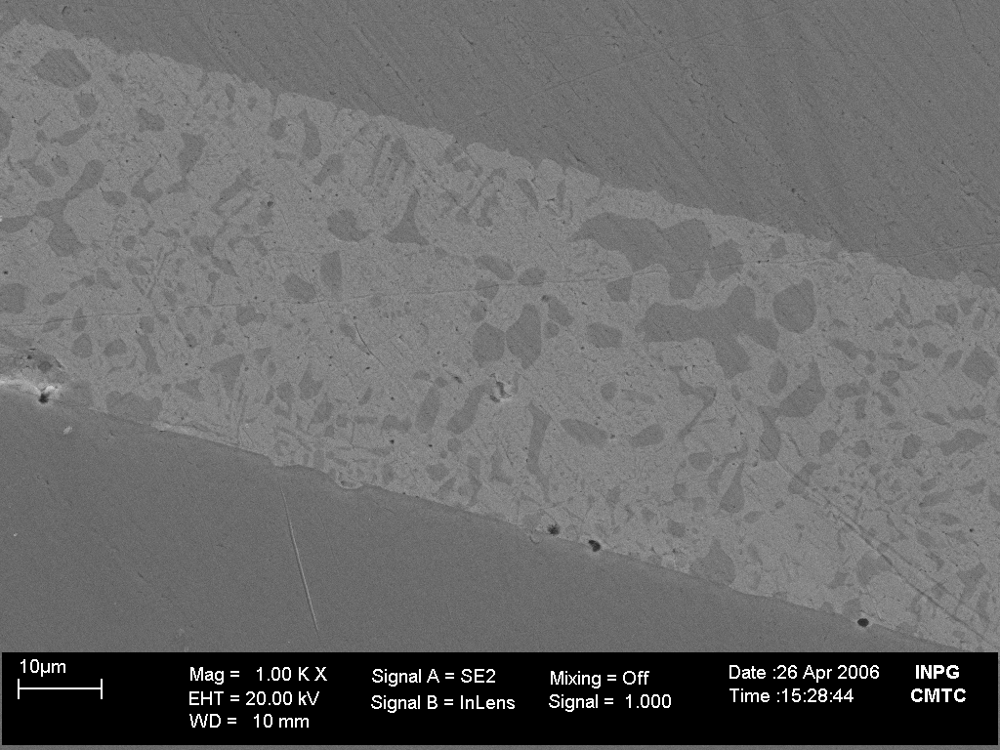 10µm
Mag = 1.00 K X
EHT = 20.00 kV
WD = 10 mm
Signal A = SE2
Signal B = InLens
Mixing = Off
Signal = 1.000
Date :26 Apr 2006
Time :15:28:44
INPG
CMTC